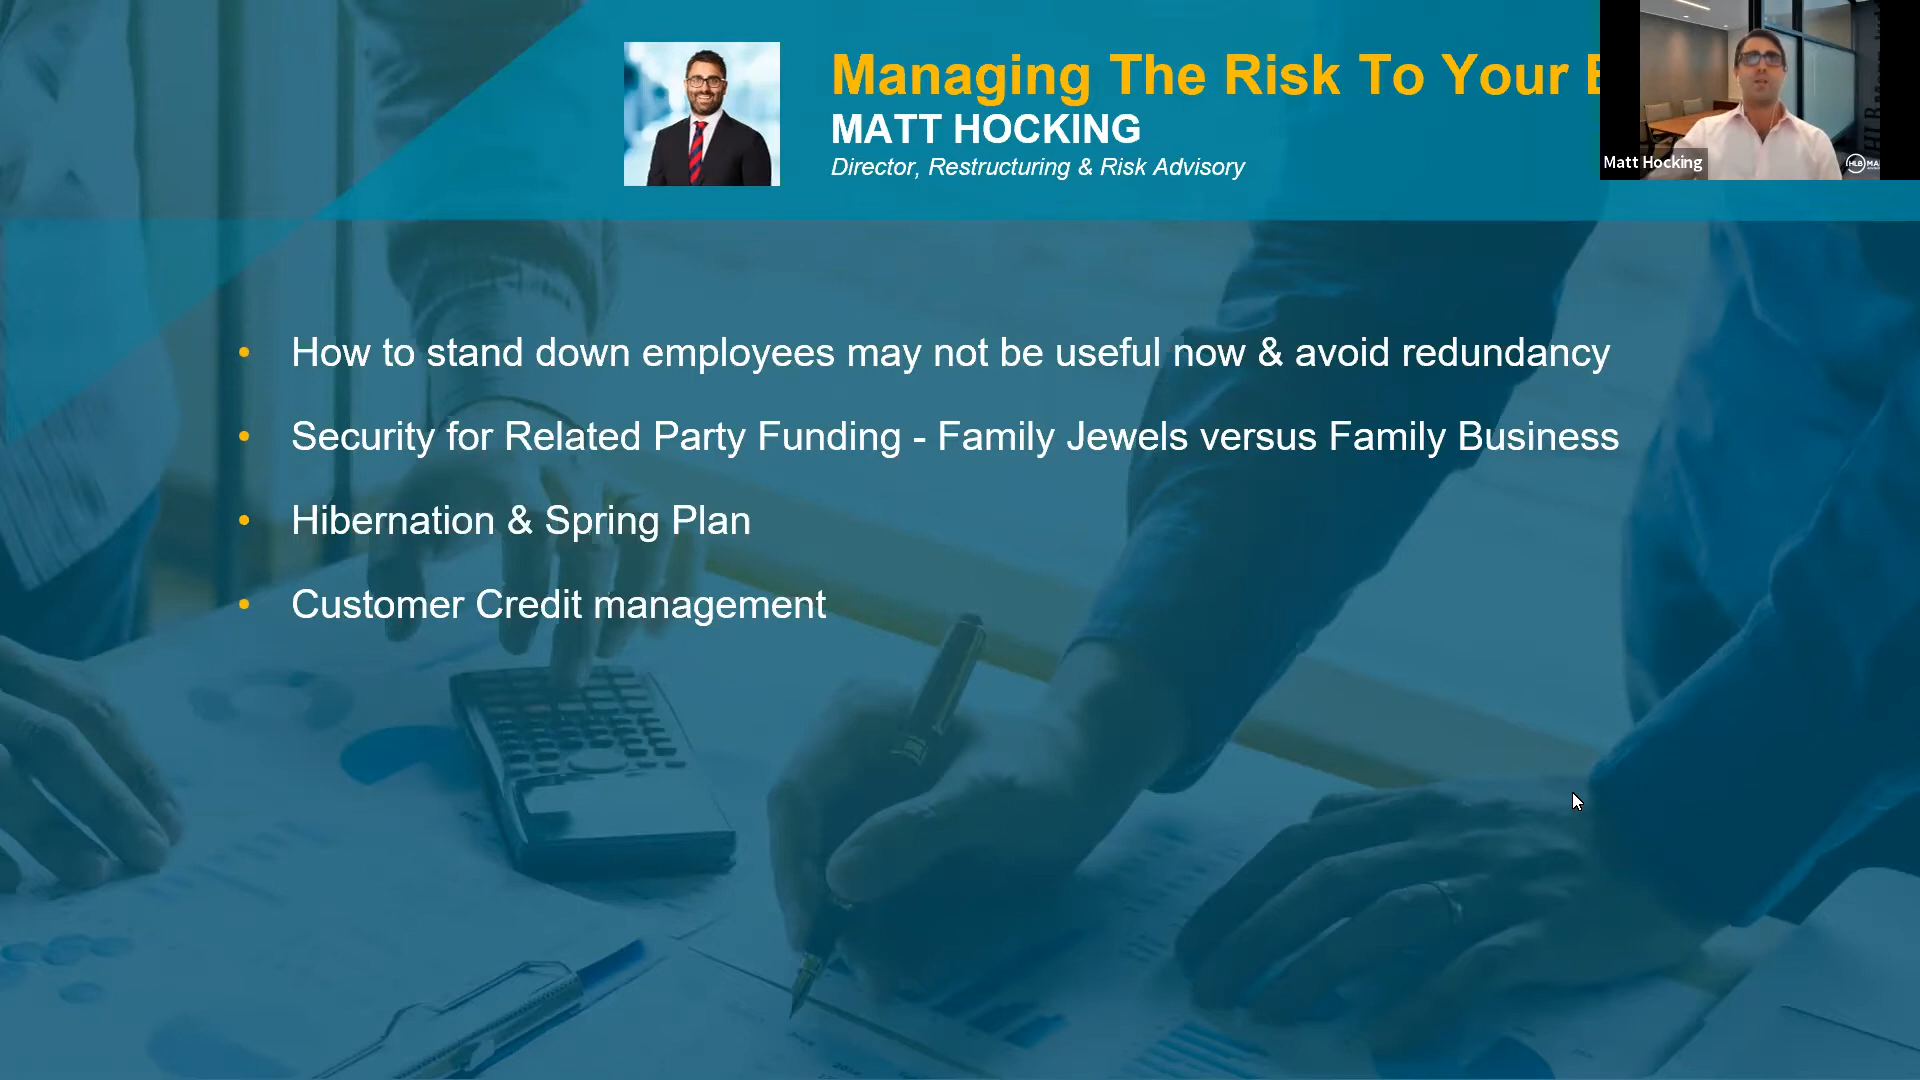 Managing The Risk To Your
MATT HOCKING
Director, Restructuring & Risk Advisory
Matt Hocking
HLB MA
• How to stand down employees may not be useful now & avoid redundancy
• Security for Related Party Funding - Family Jewels versus Family Business
• Hibernation & Spring Plan
• Customer Credit management